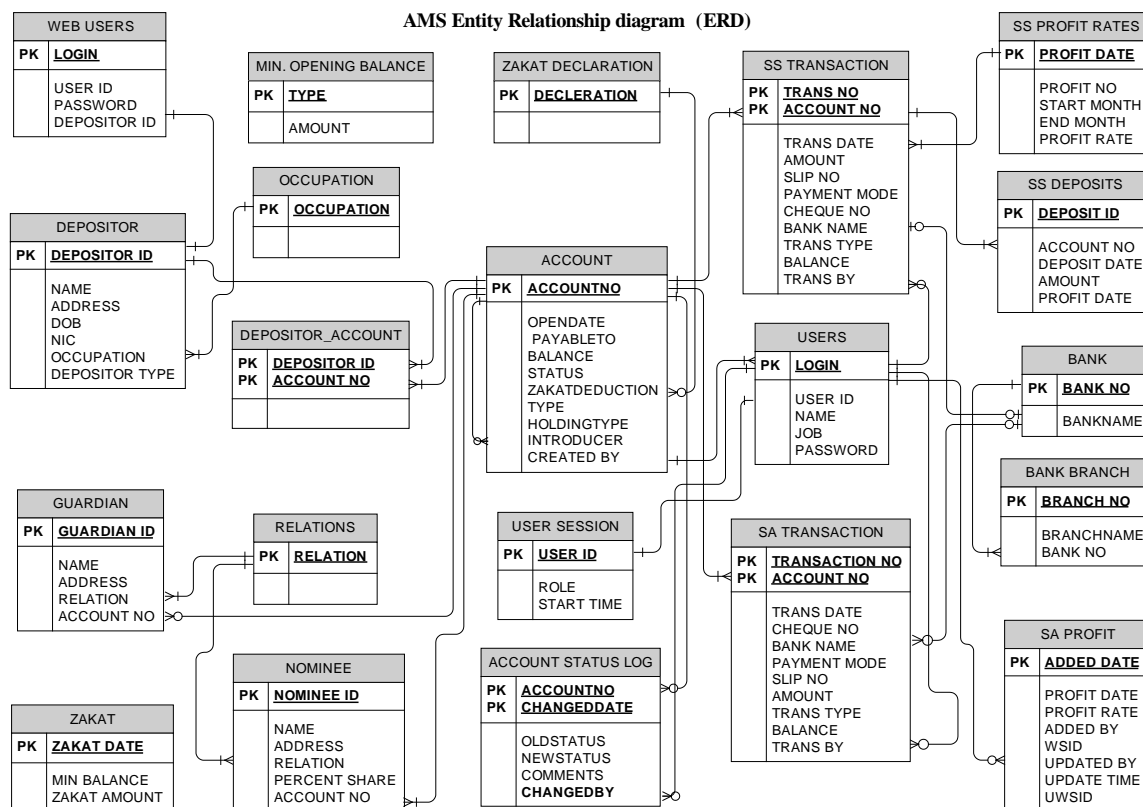 AMS Entity Relationship diagram (ERD)
WEB USERS
PK LOGIN
USER ID
PASSWORD
DEPOSITOR ID
MIN. OPENING BALANCE
PK TYPE
AMOUNT
ZAKAT DECLARATION
PK DECLERATION
SS TRANSACTION
PK TRANS NO
PK ACCOUNT NO
TRANS DATE
AMOUNT
SLIP NO
PAYMENT MODE
CHEQUE NO
BANK NAME
TRANS TYPE
BALANCE
TRANS BY
SS PROFIT RATES
PK PROFIT DATE
PROFIT NO
START MONTH
END MONTH
PROFIT RATE
OCCUPATION
PK OCCUPATION
SS DEPOSITS
PK DEPOSIT ID
ACCOUNT NO
DEPOSIT DATE
AMOUNT
PROFIT DATE
DEPOSITOR
PK DEPOSITOR ID
NAME
ADDRESS
DOB
NIC
OCCUPATION
DEPOSITOR TYPE
DEPOSITOR_ACCOUNT
PK DEPOSITOR ID
PK ACCOUNT NO
ACCOUNT
PK ACCOUNTNO
OPENDATE
PAYABLETO
BALANCE
STATUS
ZAKATDEDUCTION
TYPE
HOLDINGTYPE
INTRODUCER
CREATED BY
USERS
PK LOGIN
USER ID
NAME
JOB
PASSWORD
BANK
PK BANK NO
BANKNAME
BANK BRANCH
PK BRANCH NO
BRANCHNAME
BANK NO
GUARDIAN
PK GUARDIAN ID
NAME
ADDRESS
RELATION
ACCOUNT NO
RELATIONS
PK RELATION
USER SESSION
PK USER ID
ROLE
START TIME
SA TRANSACTION
PK TRANSACTION NO
PK ACCOUNT NO
TRANS DATE
CHEQUE NO
BANK NAME
PAYMENT MODE
SLIP NO
AMOUNT
TRANS TYPE
BALANCE
TRANS BY
SA PROFIT
PK ADDED DATE
PROFIT DATE
PROFIT RATE
ADDED BY
WSID
UPDATED BY
UPDATE TIME
UWSID
ZAKAT
PK ZAKAT DATE
MIN BALANCE
ZAKAT AMOUNT
NOMINEE
PK NOMINEE ID
NAME
ADDRESS
RELATION
PERCENT SHARE
ACCOUNT NO
ACCOUNT STATUS LOG
PK ACCOUNTNO
PK CHANGEDDATE
OLDSTATUS
NEWSTATUS
COMMENTS
CHANGEDBY